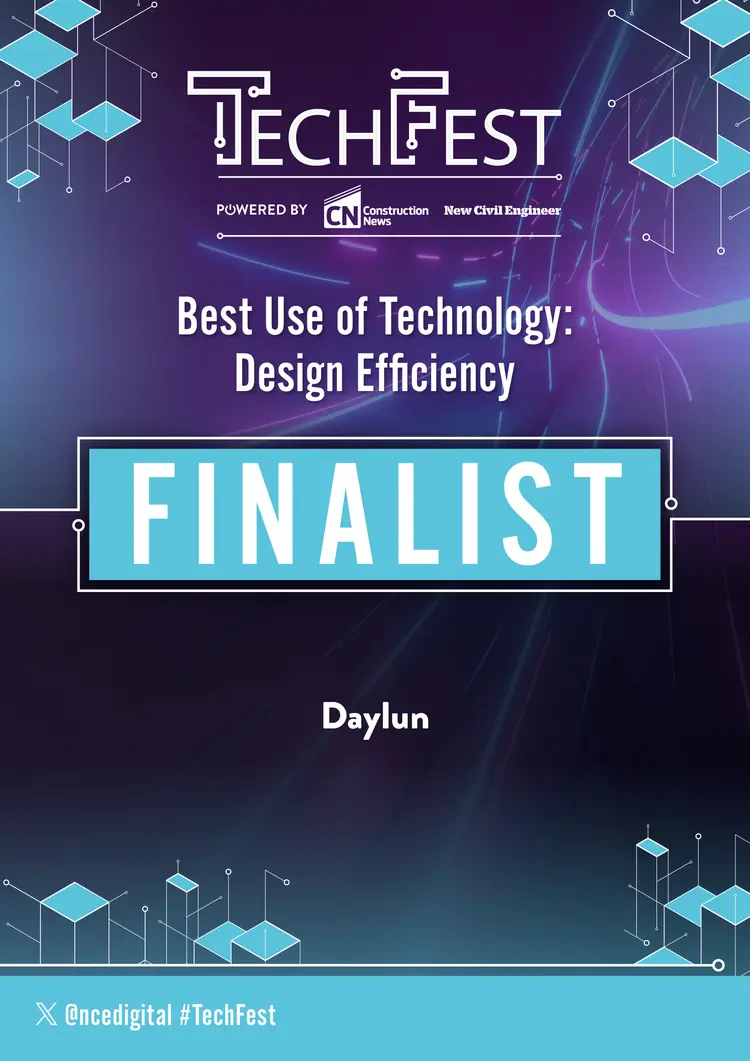 TECHFEST
POWERED BY CN Construction News New Civil Engineer
Best Use of Technology:
Design Efficiency
FINALIST
Daylun
𝕏 @ncedigital #TechFest